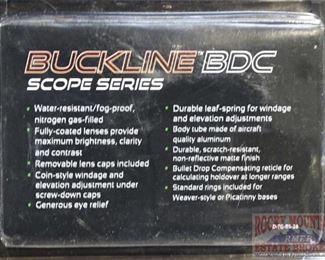 BUCKLINE™ BDC
SCOPE SERIES
• Water-resistant/fog-proof,
nitrogen gas-filled
• Fully-coated lenses provide
maximum brightness, clarity
and contrast
• Removable lens caps included
• Coin-style windage and
elevation adjustment under
screw-down caps
• Generous eye relief
• Durable leaf-spring for windage
and elevation adjustments
• Body tube made of aircraft
quality aluminum
• Durable, scratch-resistant,
non-reflective matte finish
• Bullet Drop Compensating reticle for
calculating holdover at longer ranges
• Standard rings included for
Weaver-style or Picatinny bases
ROCKY MOUNT
ESTATE BROKE